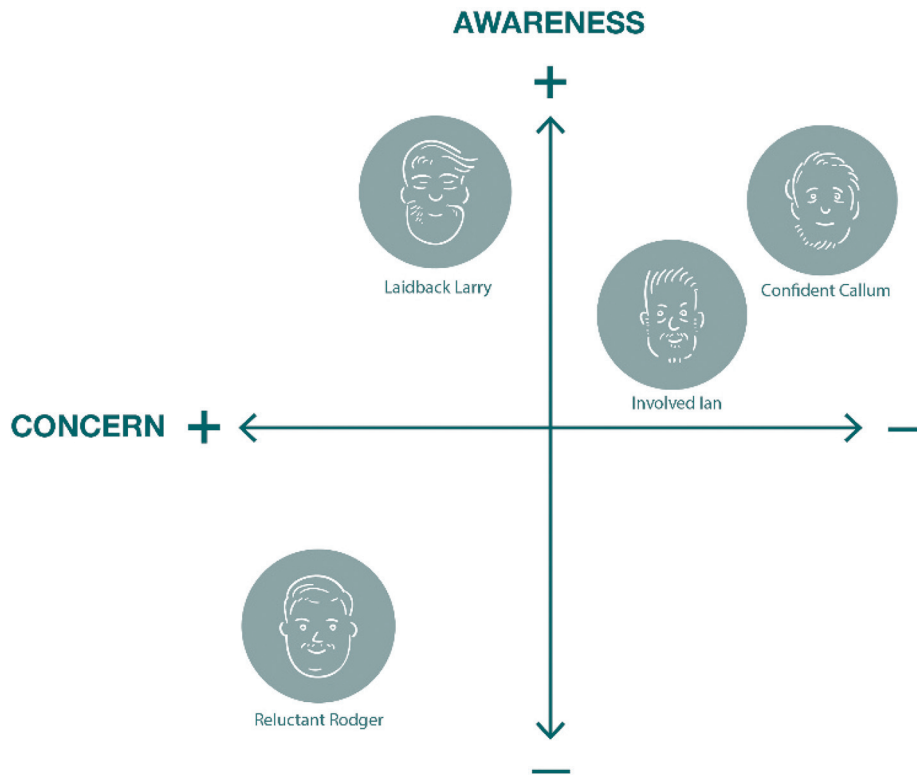 AWARENESS
+
Laidback Larry
Confident Callum
Involved Ian
CONCERN + −
Reluctant Rodger
−